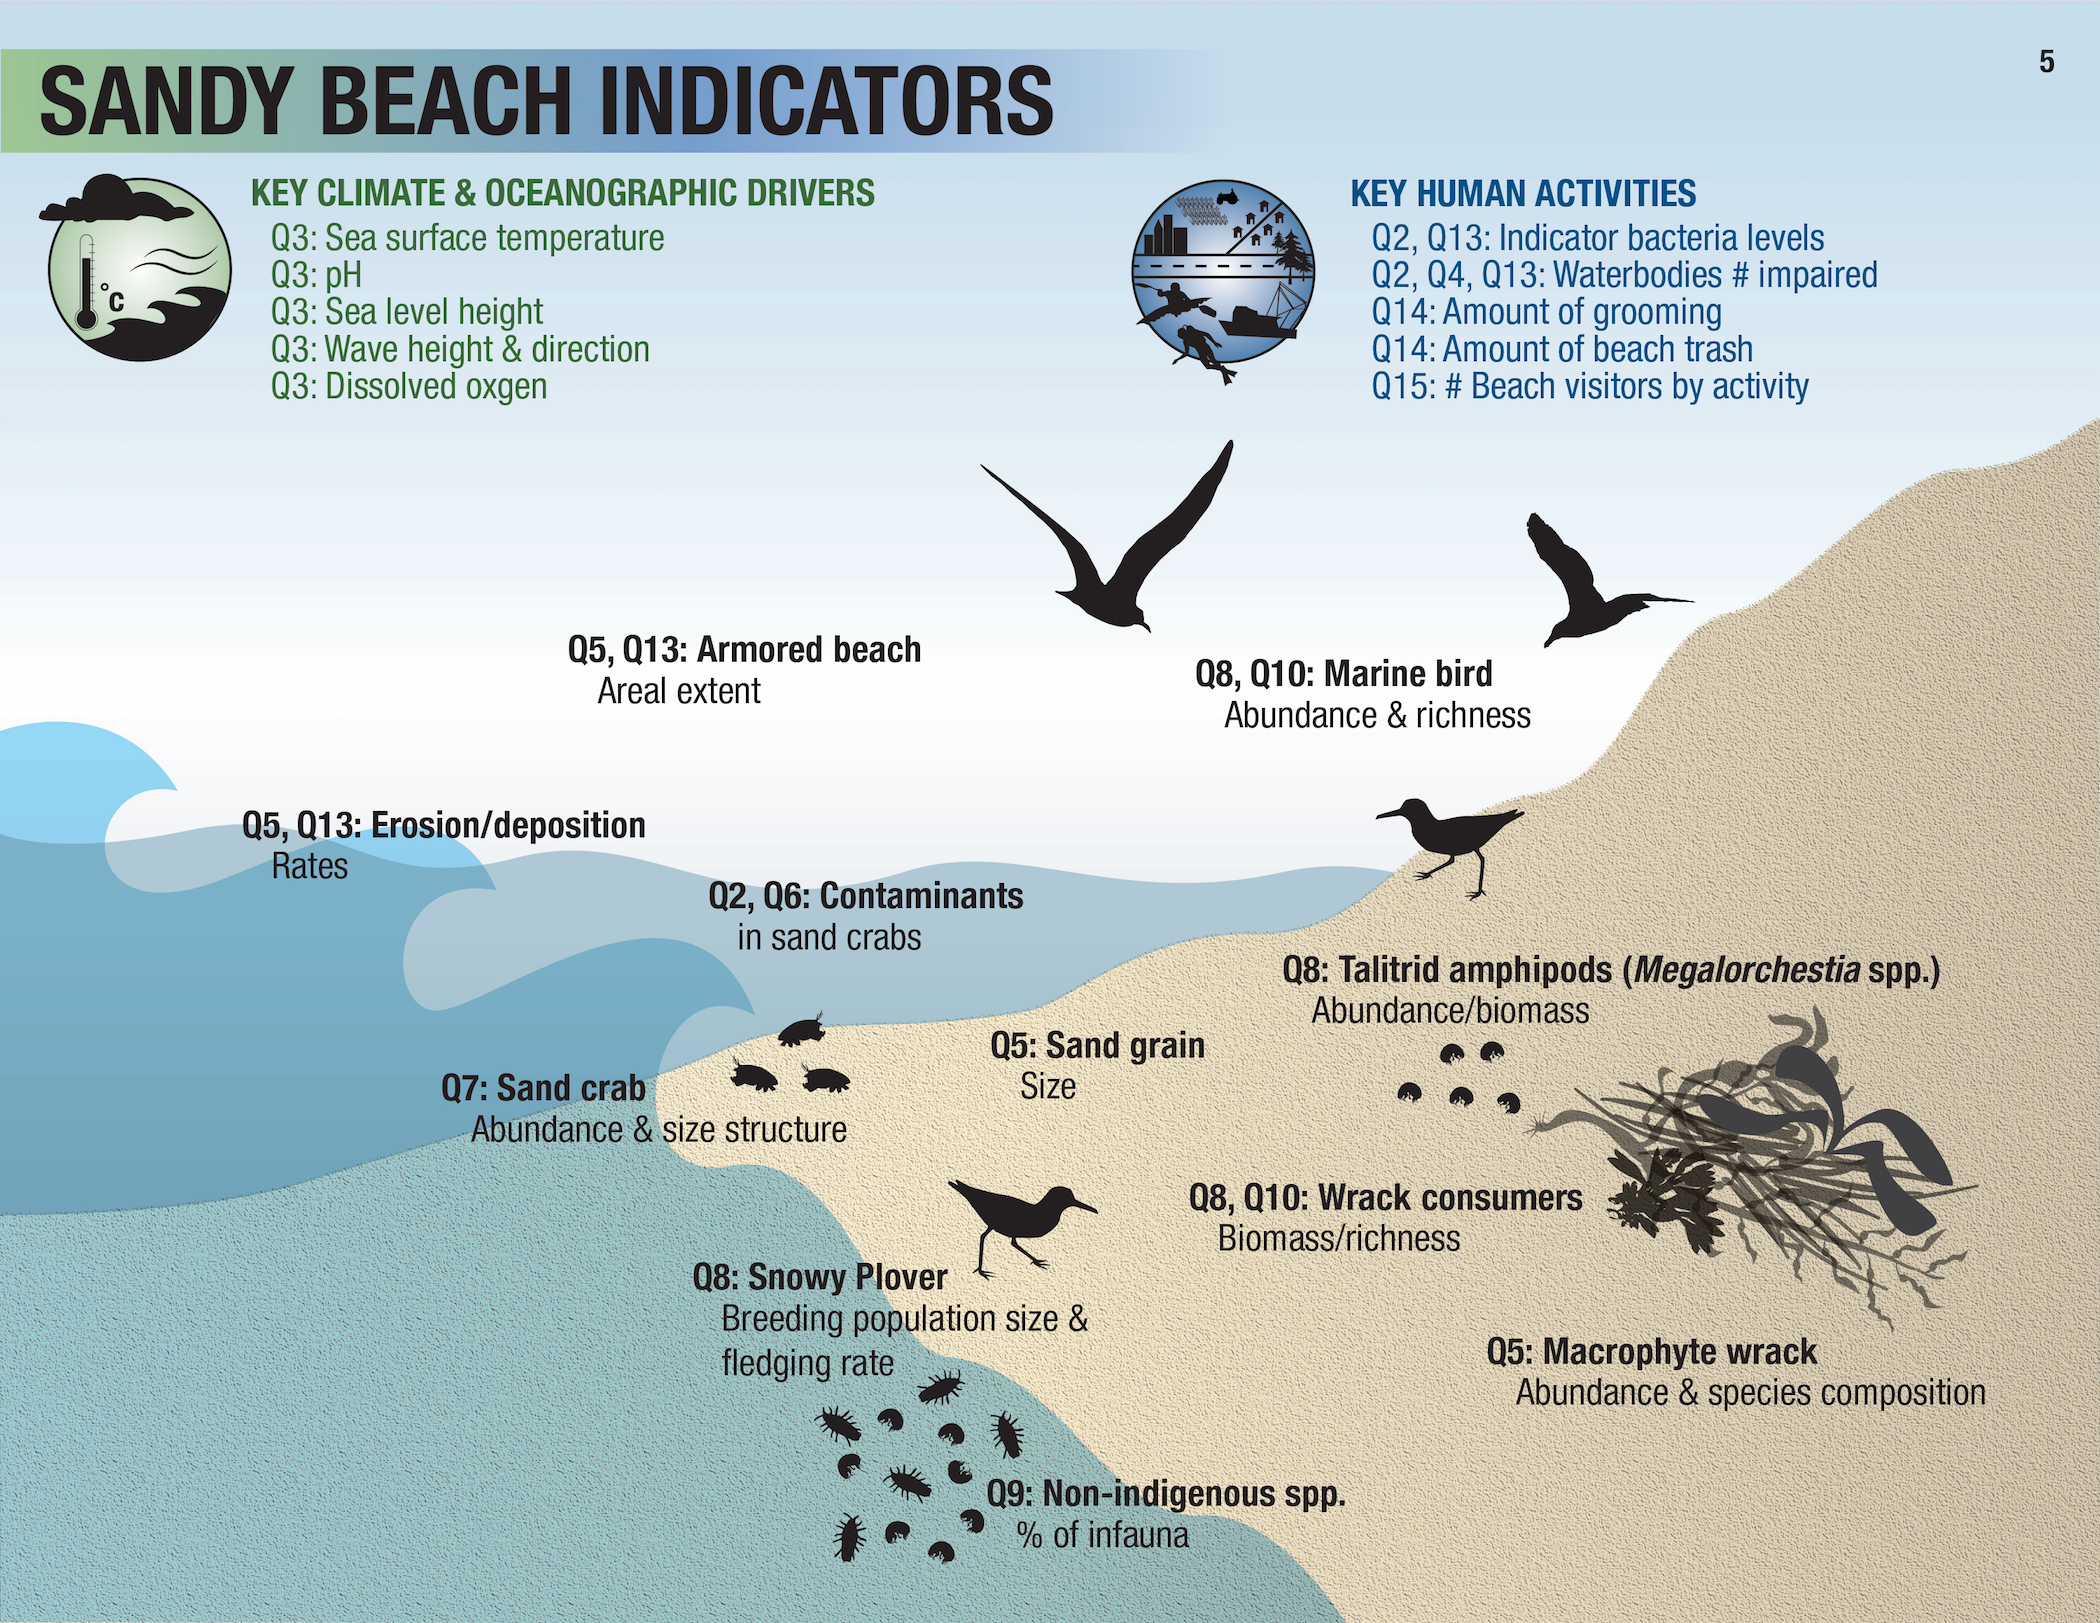 5
SANDY BEACH INDICATORS
KEY CLIMATE & OCEANOGRAPHIC DRIVERS
Q3: Sea surface temperature
Q3: pH
Q3: Sea level height
Q3: Wave height & direction
Q3: Dissolved oxgen
°C
KEY HUMAN ACTIVITIES
Q2, Q13: Indicator bacteria levels
Q2, Q4, Q13: Waterbodies # impaired
Q14: Amount of grooming
Q14: Amount of beach trash
Q15: # Beach visitors by activity
Q5, Q13: Armored beach
Areal extent
Q8, Q10: Marine bird
Abundance & richness
Q5, Q13: Erosion/deposition
Rates
Q2, Q6: Contaminants
in sand crabs
Q8: Talitrid amphipods (Megalorchestia spp.)
Abundance/biomass
Q5: Sand grain
Size
Q7: Sand crab
Abundance & size structure
Q8, Q10: Wrack consumers
Biomass/richness
Q8: Snowy Plover
Breeding population size &
fledging rate
Q5: Macrophyte wrack
Abundance & species composition
Q9: Non-indigenous spp.
% of infauna